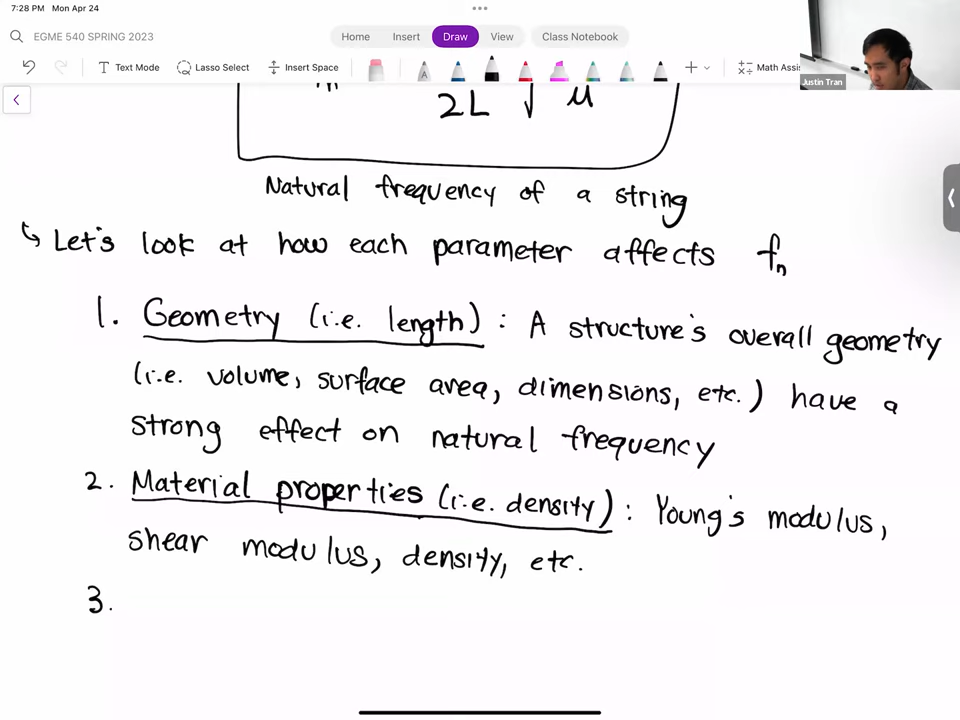 7:28 PM Mon Apr 24
EGME 540 SPRING 2023
Home Insert Draw View Class Notebook
Text Mode Lasso Select Insert Space Math Assis
Justin Tran
2L √ μ
Natural frequency of a string
↳ Let's look at how each parameter affects fn
1. Geometry (i.e. length) : A structure's overall geometry
(i.e. volume, surface area, dimensions, etc.) have a
strong effect on natural frequency
2. Material properties (i.e. density) : Young's modulus,
shear modulus, density, etc.
3.